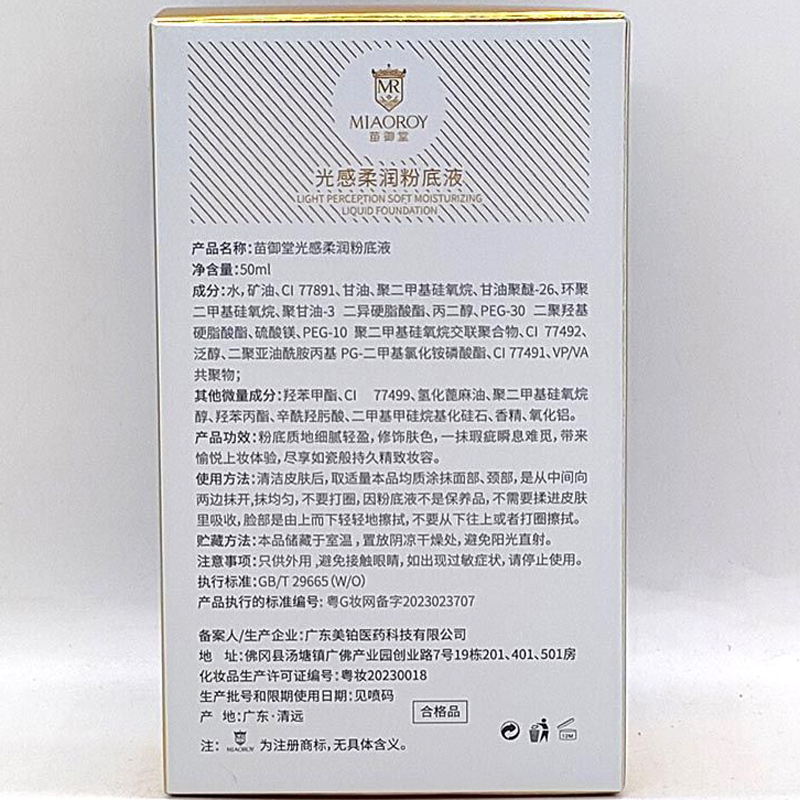 MR
MIAOROY
苗御堂
光感柔润粉底液
LIGHT PERCEPTION SOFT MOISTURIZING
LIQUID FOUNDATION
产品名称:苗御堂光感柔润粉底液
净含量:50ml
成分:水,矿油、CI 77891、甘油、聚二甲基硅氧烷、甘油聚醚-26、环聚
二甲基硅氧烷、聚甘油-3 二异硬脂酸酯、丙二醇、PEG-30 二聚羟基
硬脂酸酯、硫酸镁、PEG-10 聚二甲基硅氧烷交联聚合物、CI 77492、
泛醇、二聚亚油酰胺丙基 PG-二甲基氯化铵磷酸酯、CI 77491、VP/VA
共聚物;
其他微量成分:羟苯甲酯、CI 77499、氢化蓖麻油、聚二甲基硅氧烷
醇、羟苯丙酯、辛酰羟肟酸、二甲基甲硅烷基化硅石、香精、氧化铝。
产品功效:粉底质地细腻轻盈,修饰肤色,一抹瑕疵瞬息难觅,带来
愉悦上妆体验,尽享如瓷般持久精致妆容。
使用方法:清洁皮肤后,取适量本品均质涂抹面部、颈部,是从中间向
两边抹开,抹均匀,不要打圈,因粉底液不是保养品,不需要揉进皮肤
里吸收,脸部是由上而下轻轻地擦拭,不要从下往上或者打圈擦拭。
贮藏方法:本品储藏于室温,置放阴凉干燥处,避免阳光直射。
注意事项:只供外用,避免接触眼睛,如出现过敏症状,请停止使用。
执行标准:GB/T 29665(W/O)
产品执行的标准编号:粤G妆网备字2023023707
备案人/生产企业:广东美铂医药科技有限公司
地 址:佛冈县汤塘镇广佛产业园创业路7号19栋201、401、501房
化妆品生产许可证编号:粤妆20230018
生产批号和限期使用日期:见喷码
产 地:广东·清远
合格品
12M
注: MIAOROY 为注册商标,无具体含义。